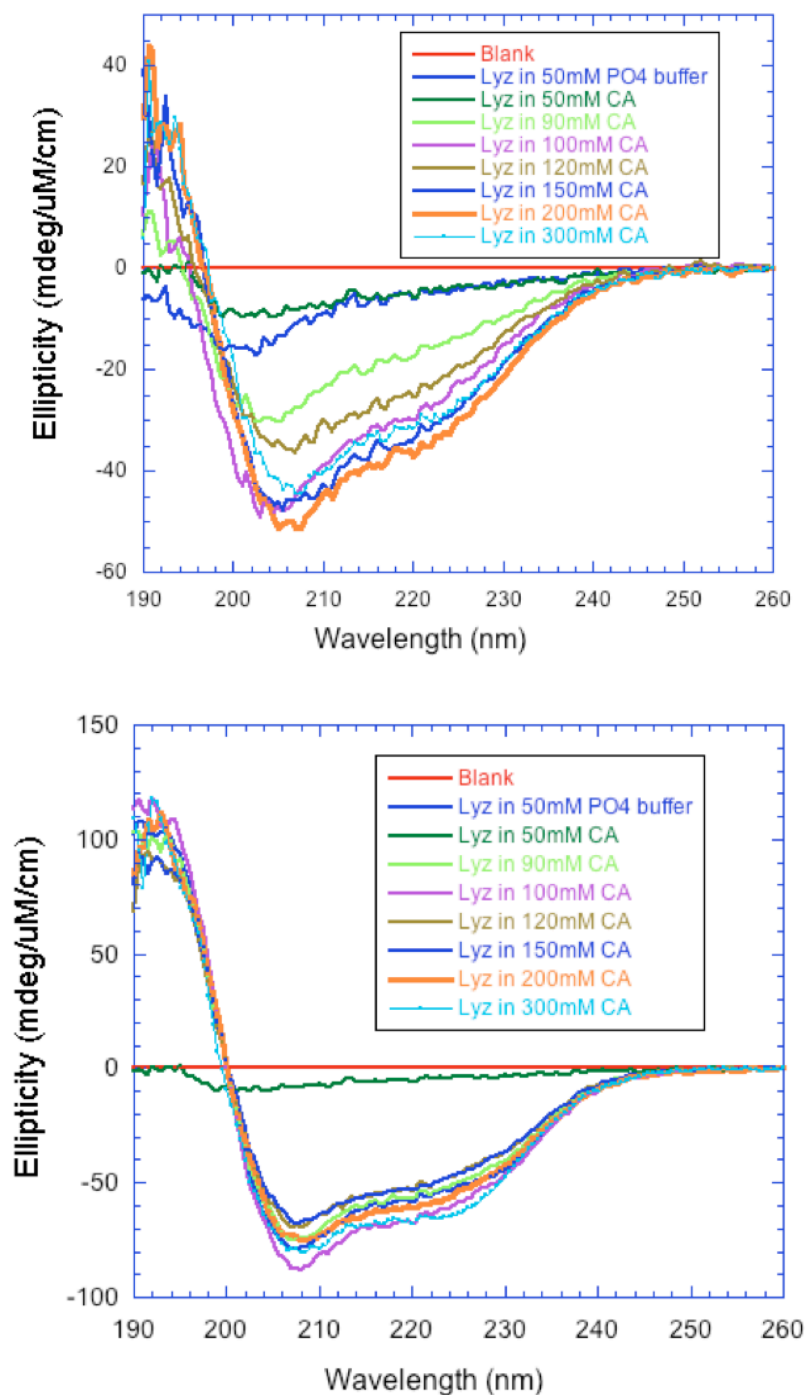 40
20
0
-20
-40
-60
Ellipticity (mdeg/uM/cm)
Blank
Lyz in 50mM PO4 buffer
Lyz in 50mM CA
Lyz in 90mM CA
Lyz in 100mM CA
Lyz in 120mM CA
Lyz in 150mM CA
Lyz in 200mM CA
Lyz in 300mM CA
190 200 210 220 230 240 250 260
Wavelength (nm)
150
100
50
0
-50
-100
Ellipticity (mdeg/uM/cm)
Blank
Lyz in 50mM PO4 buffer
Lyz in 50mM CA
Lyz in 90mM CA
Lyz in 100mM CA
Lyz in 120mM CA
Lyz in 150mM CA
Lyz in 200mM CA
Lyz in 300mM CA
190 200 210 220 230 240 250 260
Wavelength (nm)